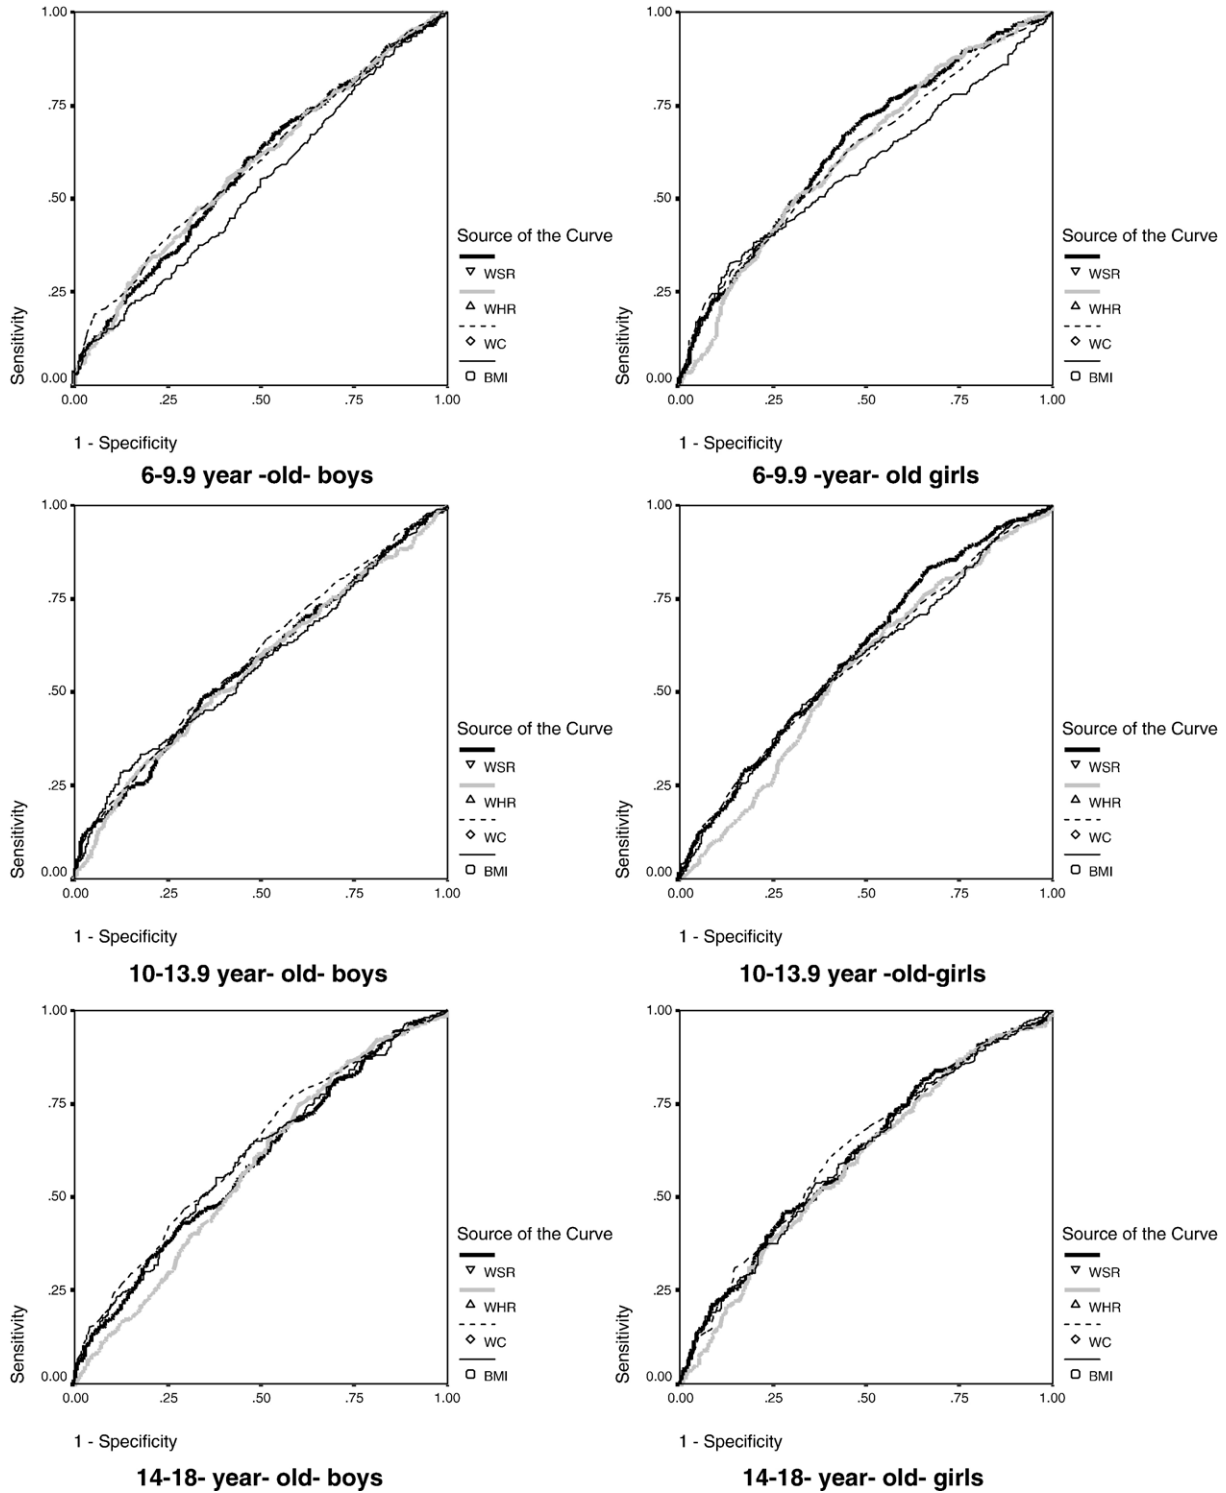 1.00
.75
.50
.25
0.00
Sensitivity
0.00 .25 .50 .75 1.00
1 - Specificity
Source of the Curve
WSR
WHR
WC
BMI
6-9.9 year -old- boys
1.00
.75
.50
.25
0.00
Sensitivity
0.00 .25 .50 .75 1.00
1 - Specificity
Source of the Curve
WSR
WHR
WC
BMI
6-9.9 -year- old girls
1.00
.75
.50
.25
0.00
Sensitivity
0.00 .25 .50 .75 1.00
1 - Specificity
Source of the Curve
WSR
WHR
WC
BMI
10-13.9 year- old- boys
1.00
.75
.50
.25
0.00
Sensitivity
0.00 .25 .50 .75 1.00
1 - Specificity
Source of the Curve
WSR
WHR
WC
BMI
10-13.9 year -old-girls
1.00
.75
.50
.25
0.00
Sensitivity
0.00 .25 .50 .75 1.00
1 - Specificity
Source of the Curve
WSR
WHR
WC
BMI
14-18- year- old- boys
1.00
.75
.50
.25
0.00
Sensitivity
0.00 .25 .50 .75 1.00
1 - Specificity
Source of the Curve
WSR
WHR
WC
BMI
14-18- year- old- girls